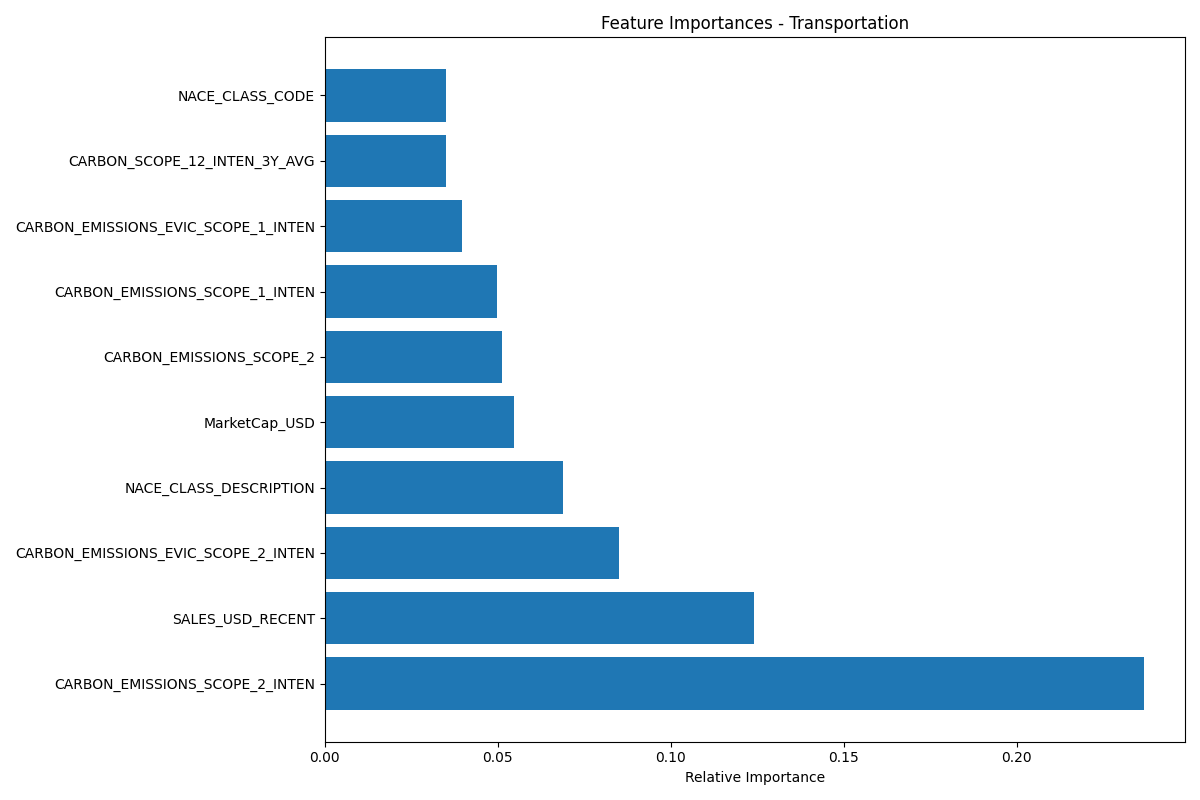 Feature Importances - Transportation
NACE_CLASS_CODE
CARBON_SCOPE_12_INTEN_3Y_AVG
CARBON_EMISSIONS_EVIC_SCOPE_1_INTEN
CARBON_EMISSIONS_SCOPE_1_INTEN
CARBON_EMISSIONS_SCOPE_2
MarketCap_USD
NACE_CLASS_DESCRIPTION
CARBON_EMISSIONS_EVIC_SCOPE_2_INTEN
SALES_USD_RECENT
CARBON_EMISSIONS_SCOPE_2_INTEN
0.00 0.05 0.10 0.15 0.20
Relative Importance